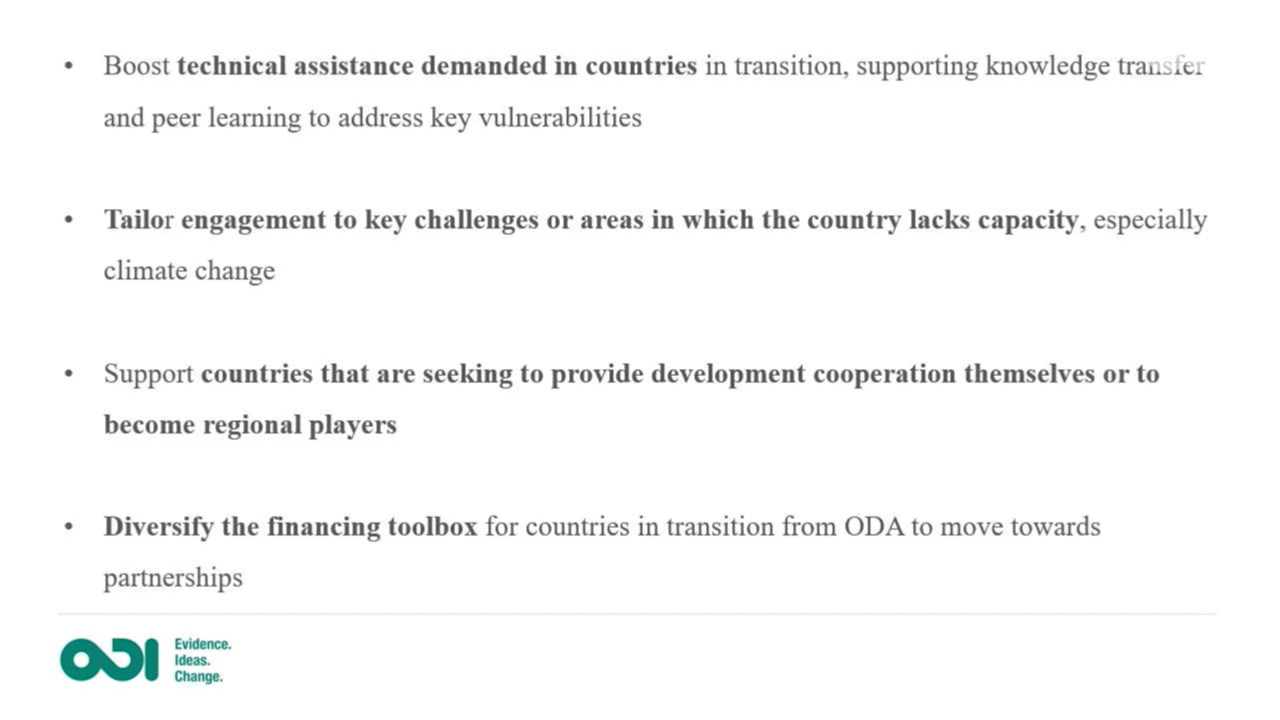 • Boost technical assistance demanded in countries in transition, supporting knowledge transfer
and peer learning to address key vulnerabilities
• Tailor engagement to key challenges or areas in which the country lacks capacity, especially
climate change
• Support countries that are seeking to provide development cooperation themselves or to
become regional players
• Diversify the financing toolbox for countries in transition from ODA to move towards
partnerships
ODI
Evidence.
Ideas.
Change.